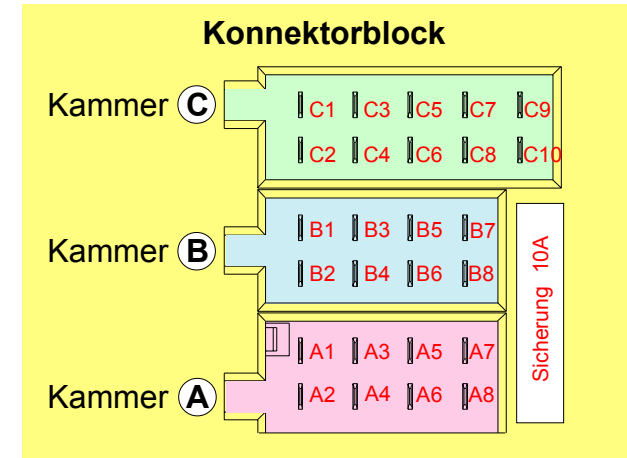 Konnektorblock
Kammer C
C1 C3 C5 C7 C9
C2 C4 C6 C8 C10
Kammer B
B1 B3 B5 B7
B2 B4 B6 B8
Sicherung 10A
Kammer A
A1 A3 A5 A7
A2 A4 A6 A8